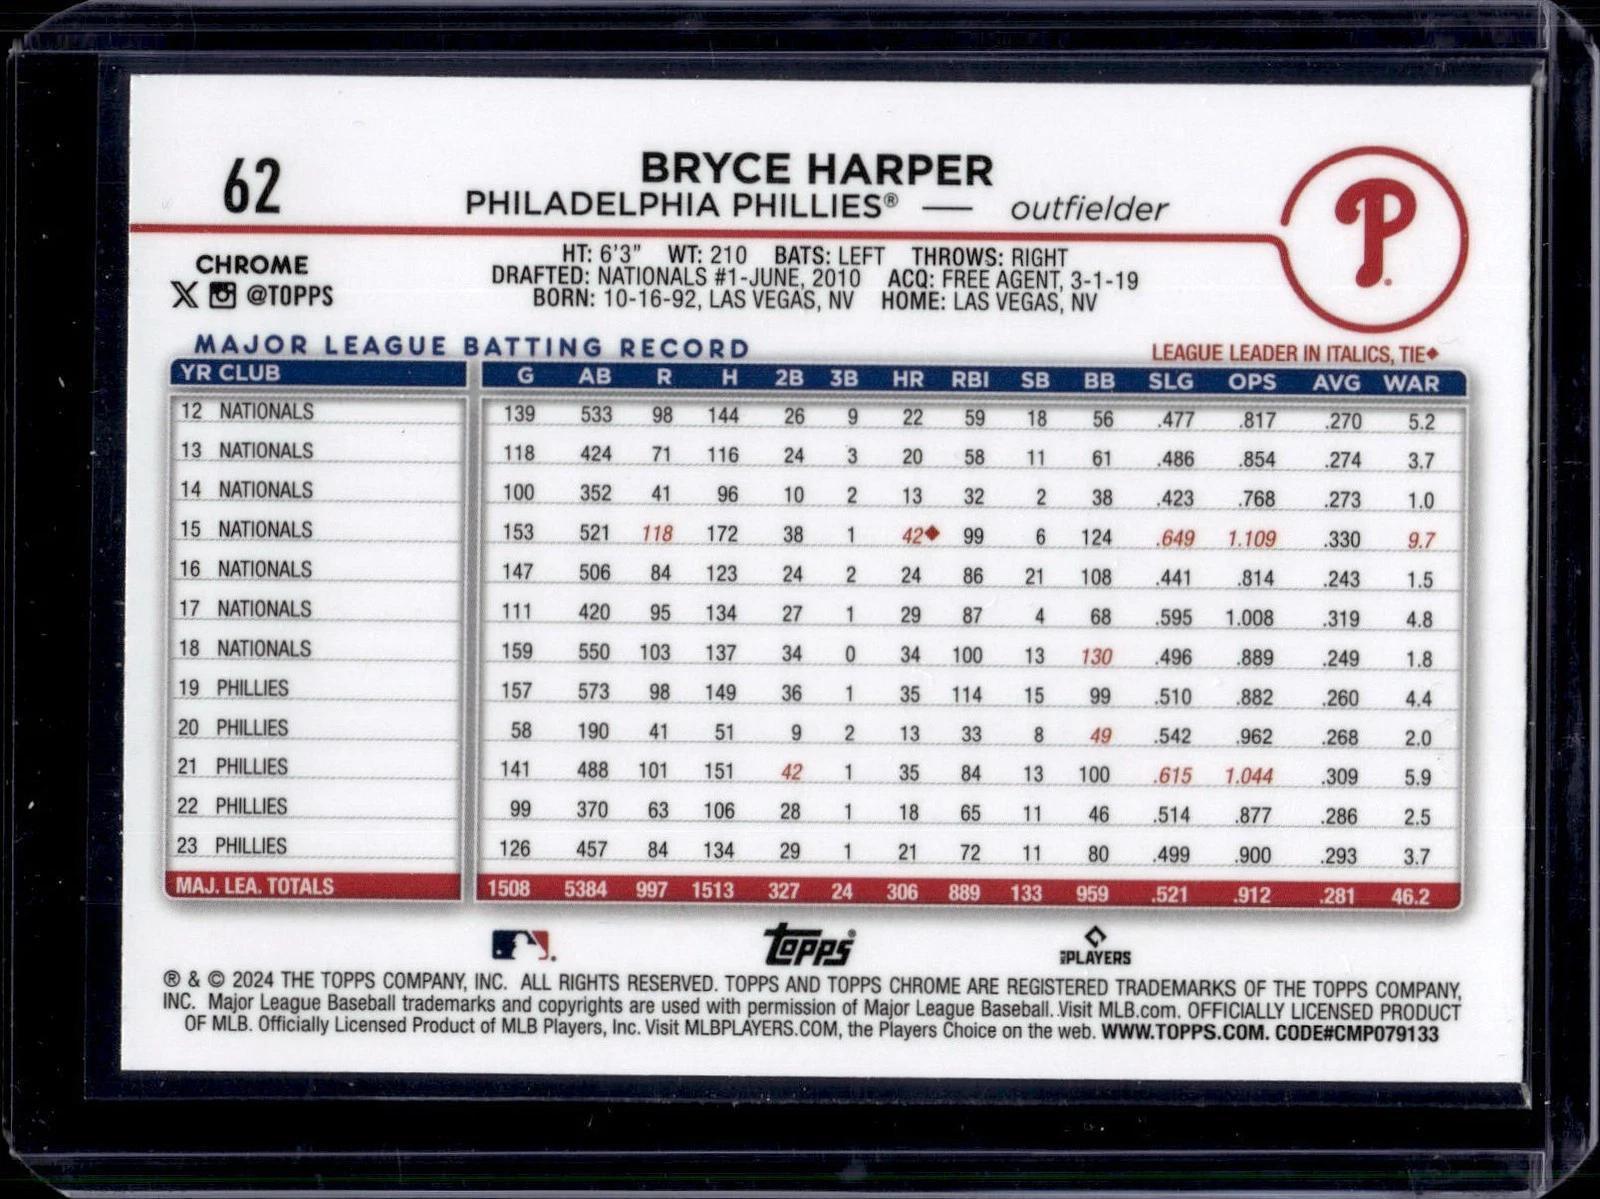 62
BRYCE HARPER
PHILADELPHIA PHILLIES® — outfielder
P
CHROME
@TOPPS
HT: 6'3" WT: 210 BATS: LEFT THROWS: RIGHT
DRAFTED: NATIONALS #1-JUNE, 2010 ACQ: FREE AGENT, 3-1-19
BORN: 10-16-92, LAS VEGAS, NV HOME: LAS VEGAS, NV
MAJOR LEAGUE BATTING RECORD
LEAGUE LEADER IN ITALICS, TIE◆
YR CLUB G AB R H 2B 3B HR RBI SB BB SLG OPS AVG WAR
12 NATIONALS 139 533 98 144 26 9 22 59 18 56 .477 .817 .270 5.2
13 NATIONALS 118 424 71 116 24 3 20 58 11 61 .486 .854 .274 3.7
14 NATIONALS 100 352 41 96 10 2 13 32 2 38 .423 .768 .273 1.0
15 NATIONALS 153 521 118 172 38 1 42◆ 99 6 124 .649 1.109 .330 9.7
16 NATIONALS 147 506 84 123 24 2 24 86 21 108 .441 .814 .243 1.5
17 NATIONALS 111 420 95 134 27 1 29 87 4 68 .595 1.008 .319 4.8
18 NATIONALS 159 550 103 137 34 0 34 100 13 130 .496 .889 .249 1.8
19 PHILLIES 157 573 98 149 36 1 35 114 15 99 .510 .882 .260 4.4
20 PHILLIES 58 190 41 51 9 2 13 33 8 49 .542 .962 .268 2.0
21 PHILLIES 141 488 101 151 42 1 35 84 13 100 .615 1.044 .309 5.9
22 PHILLIES 99 370 63 106 28 1 18 65 11 46 .514 .877 .286 2.5
23 PHILLIES 126 457 84 134 29 1 21 72 11 80 .499 .900 .293 3.7
MAJ. LEA. TOTALS 1508 5384 997 1513 327 24 306 889 133 959 .521 .912 .281 46.2
topps®
PLAYERS
® & © 2024 THE TOPPS COMPANY, INC. ALL RIGHTS RESERVED. TOPPS AND TOPPS CHROME ARE REGISTERED TRADEMARKS OF THE TOPPS COMPANY,
INC. Major League Baseball trademarks and copyrights are used with permission of Major League Baseball. Visit MLB.com. OFFICIALLY LICENSED PRODUCT
OF MLB. Officially Licensed Product of MLB Players, Inc. Visit MLBPLAYERS.COM, the Players Choice on the web. WWW.TOPPS.COM. CODE#CMP079133